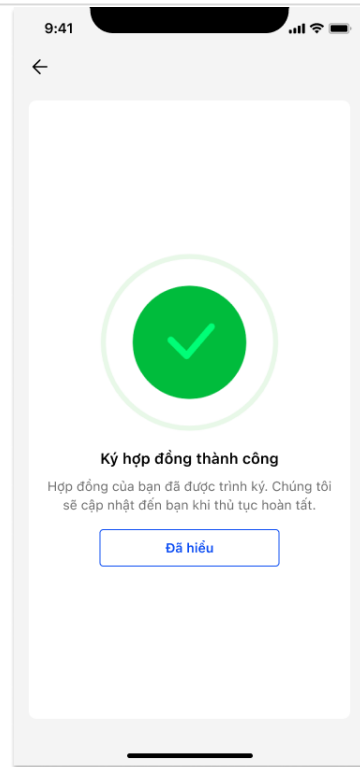 9:41
Ký hợp đồng thành công
Hợp đồng của bạn đã được trình ký. Chúng tôi
sẽ cập nhật đến bạn khi thủ tục hoàn tất.
Đã hiểu